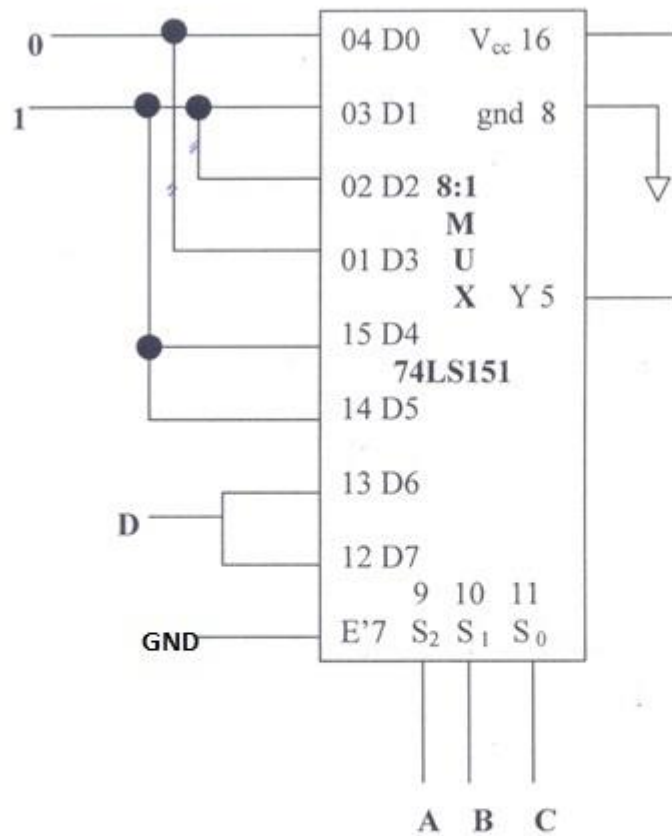 0
04 D0 Vcc 16
1
03 D1 gnd 8
02 D2 8:1
M
01 D3 U
X Y 5
15 D4
74LS151
14 D5
13 D6
D
12 D7
9 10 11
GND E'7 S2 S1 S0
A B C